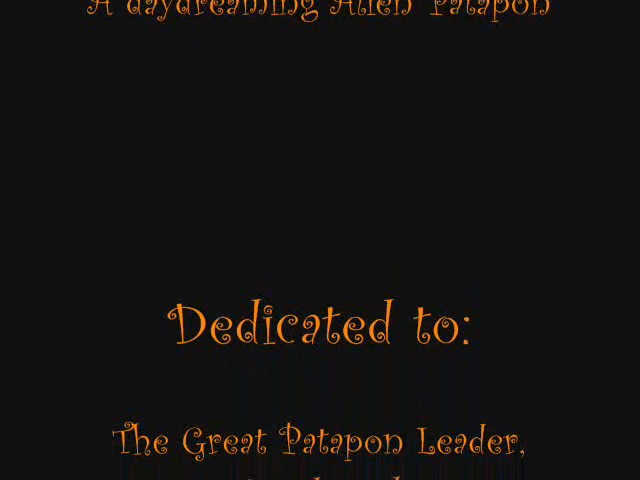 A daydreaming Alien Patapon
Dedicated to:
The Great Patapon Leader,